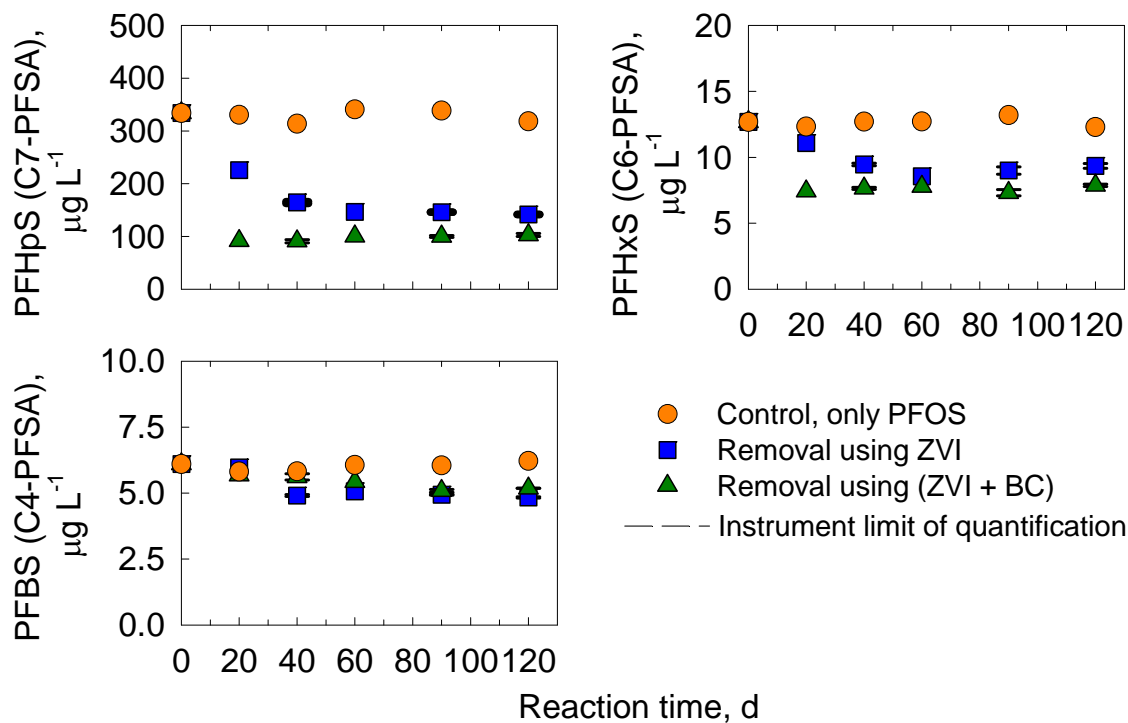 PFHpS (C7-PFSA),
µg L-1
500
400
300
200
100
0
PFHxS (C6-PFSA),
µg L-1
20
15
10
5
0
0 20 40 60 80 100 120
PFBS (C4-PFSA),
µg L-1
10.0
7.5
5.0
2.5
0.0
0 20 40 60 80 100 120
Control, only PFOS
Removal using ZVI
Removal using (ZVI + BC)
Instrument limit of quantification
Reaction time, d